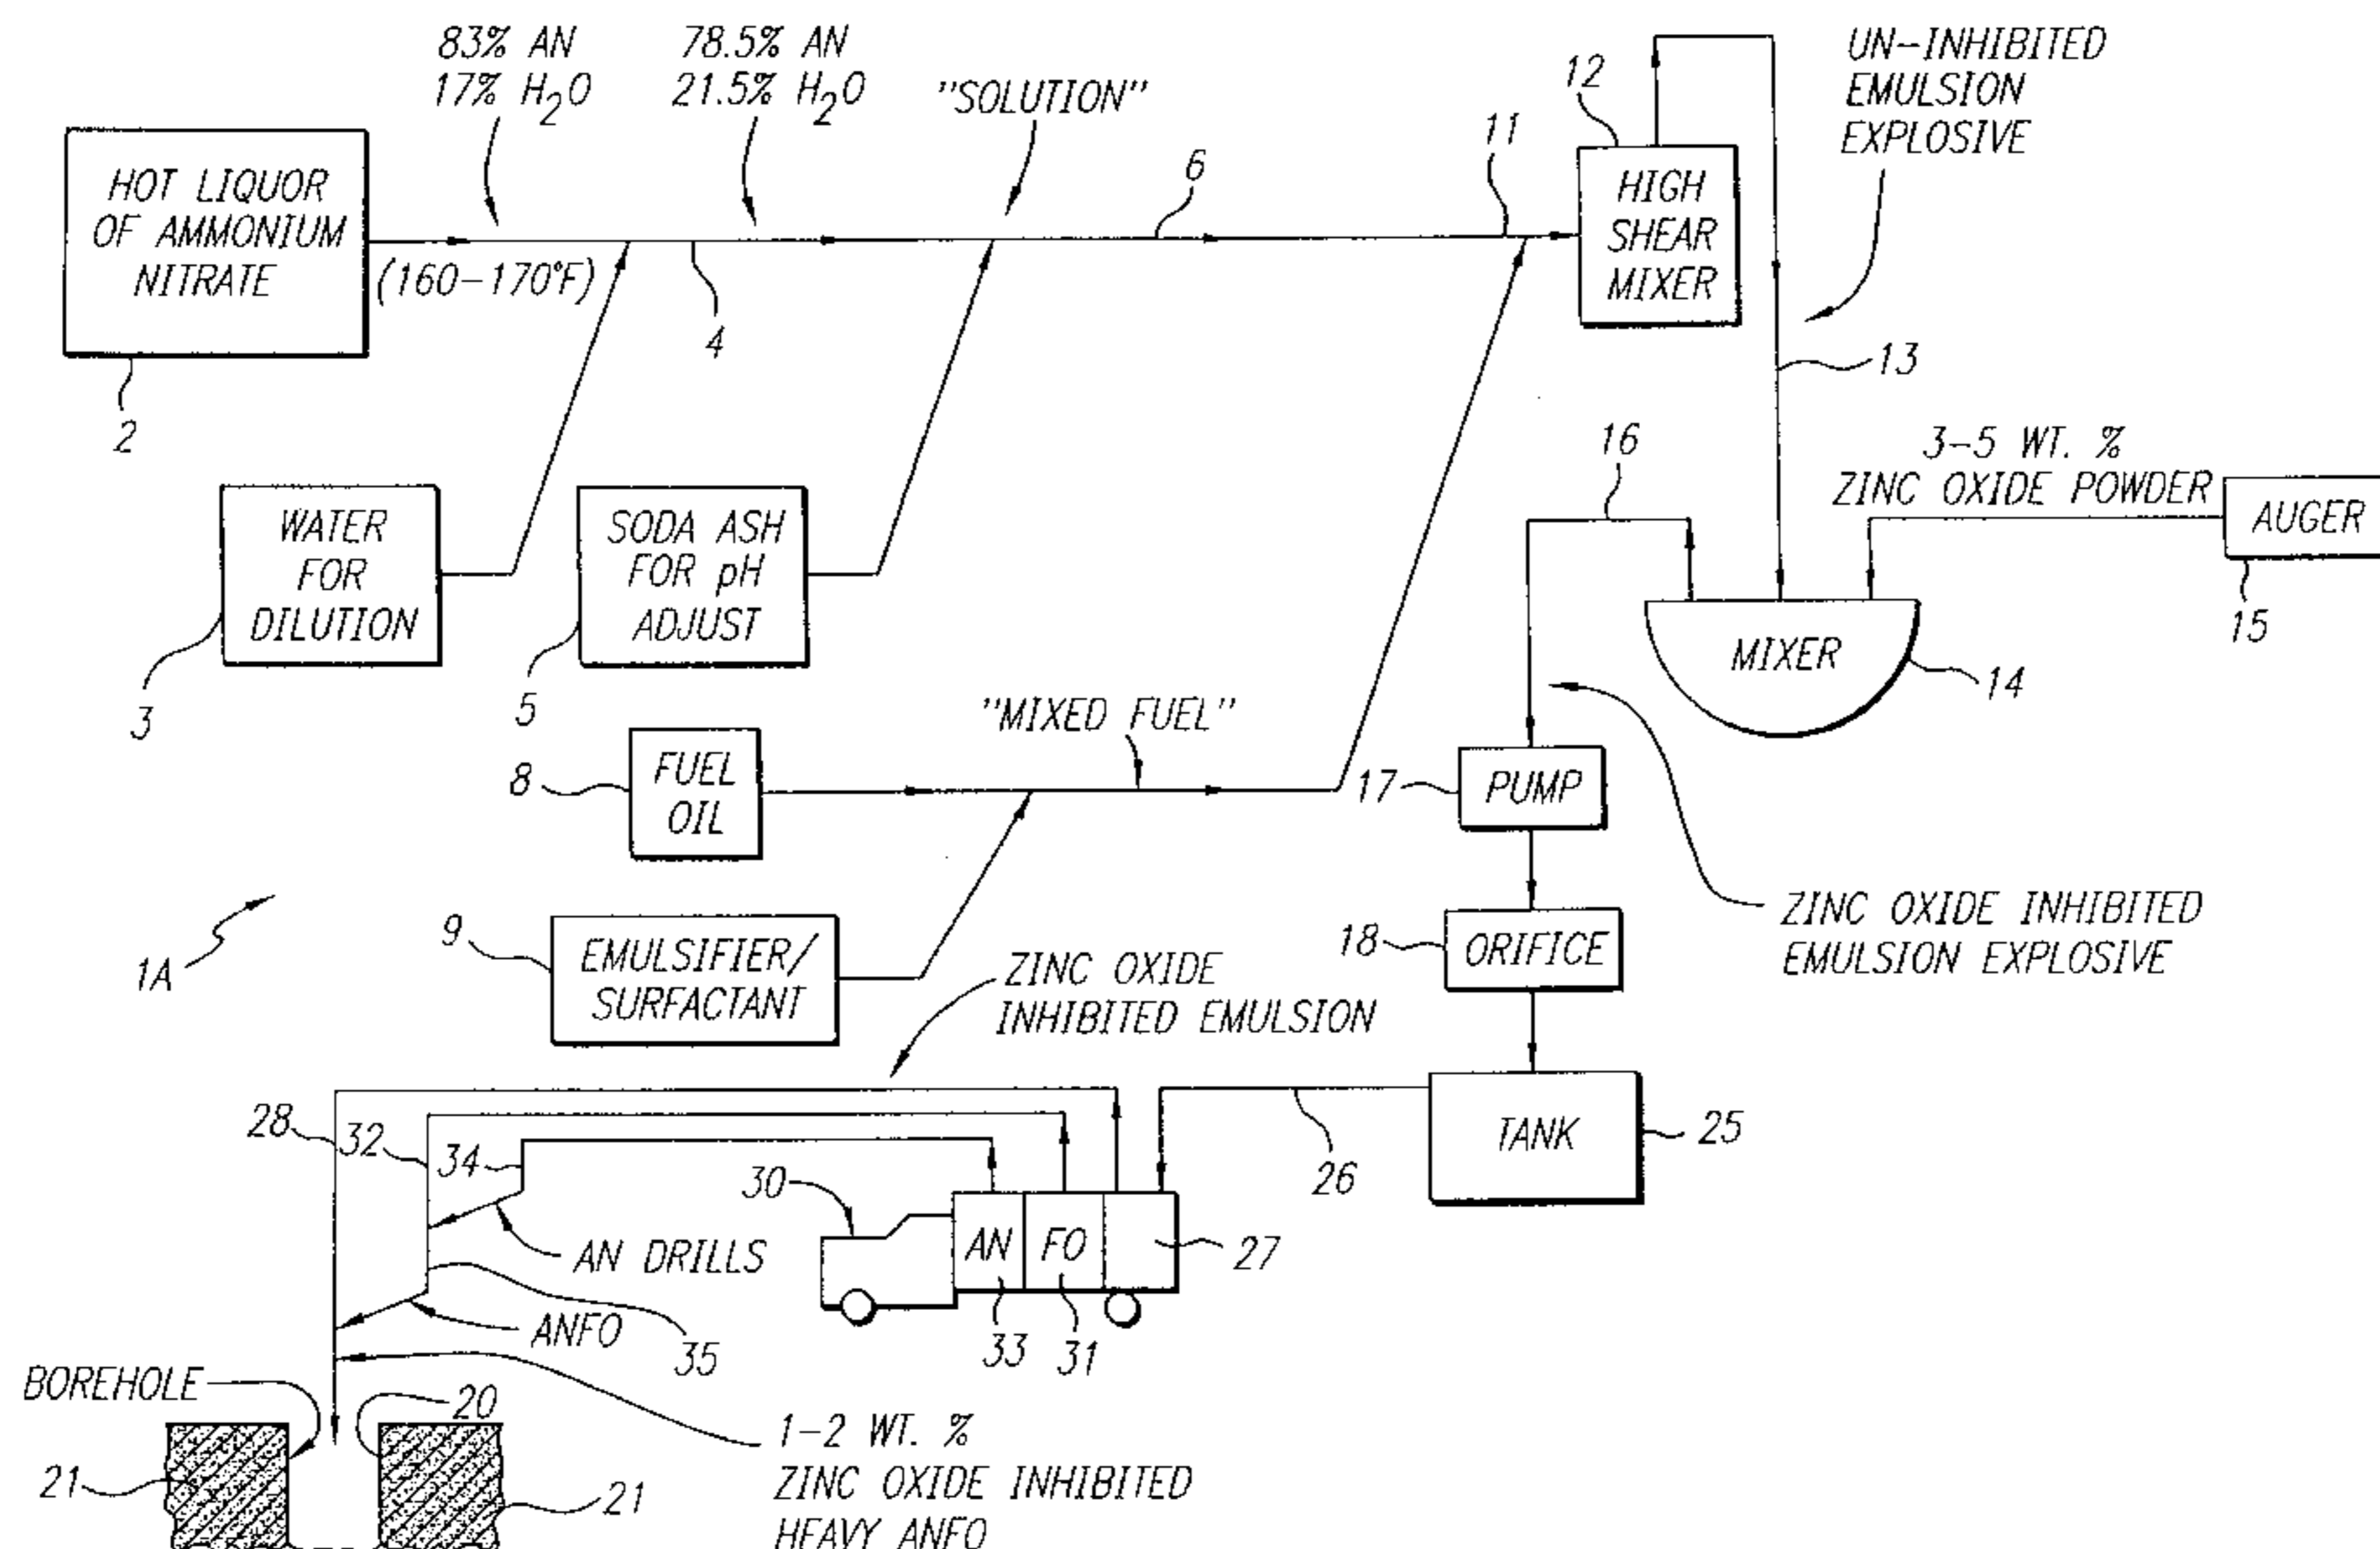 83% AN
17% H2O
78.5% AN
21.5% H2O
"SOLUTION"
UN-INHIBITED
EMULSION
EXPLOSIVE
12
11
6
HOT LIQUOR
OF AMMONIUM
NITRATE
(160-170°F)
HIGH
SHEAR
MIXER
4
2
13
16
3-5 WT. %
ZINC OXIDE POWDER
AUGER
15
WATER
FOR
DILUTION
3
SODA ASH
FOR pH
ADJUST
5
MIXER
14
"MIXED FUEL"
8
FUEL
OIL
17
PUMP
ZINC OXIDE INHIBITED
EMULSION EXPLOSIVE
18
ORIFICE
9
EMULSIFIER/
SURFACTANT
1A
ZINC OXIDE
INHIBITED EMULSION
TANK
25
26
28
32
34
30
AN
FO
27
33
31
AN DRILLS
ANFO
35
BOREHOLE
20
21
21
1-2 WT. %
ZINC OXIDE INHIBITED
HEAVY ANFO